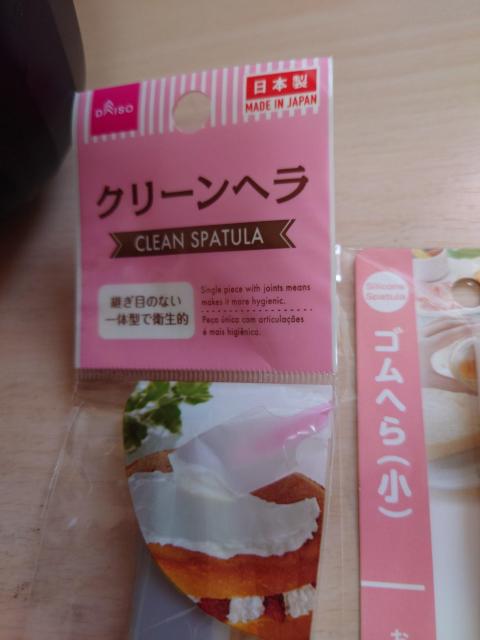 DAISO
日本製
MADE IN JAPAN
クリーンヘラ
CLEAN SPATULA
継ぎ目のない
一体型で衛生的
Single piece with joints means
makes it more hygienic.
Peça única com articulações
é mais higiênica.
Silicone
Spatula
ゴムへら(小)
お